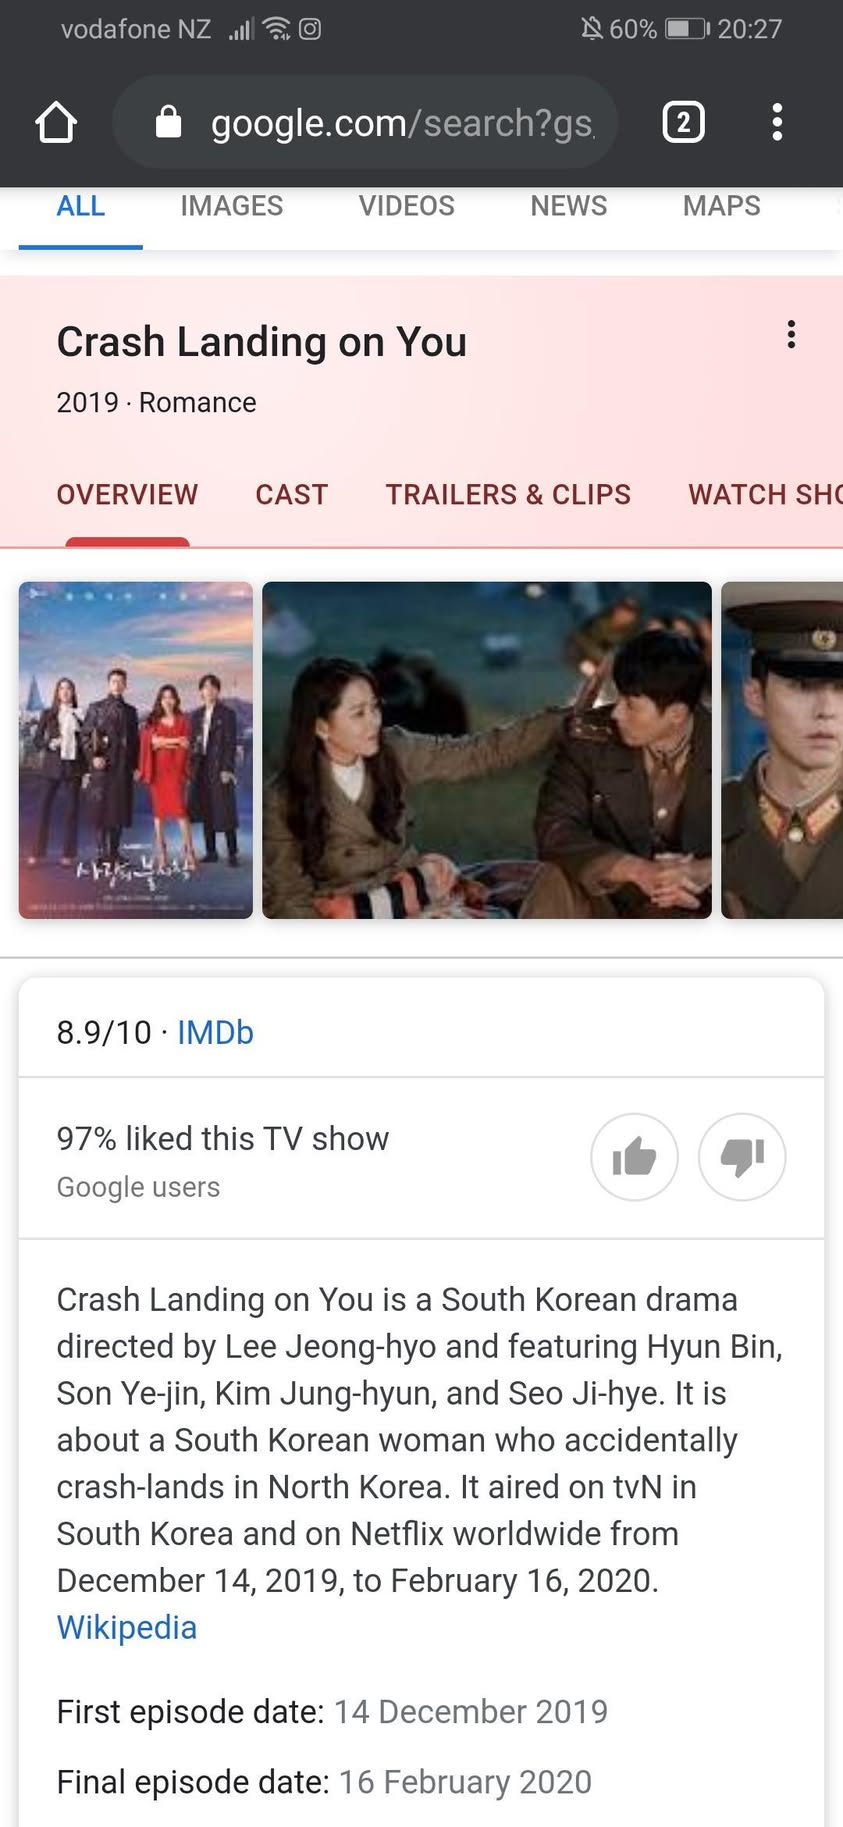 vodafone NZ 60% 20:27
google.com/search?gs
2
ALL IMAGES VIDEOS NEWS MAPS
Crash Landing on You
2019 · Romance
OVERVIEW CAST TRAILERS & CLIPS WATCH SHO
사랑의 불시착
8.9/10 · IMDb
97% liked this TV show
Google users
Crash Landing on You is a South Korean drama
directed by Lee Jeong-hyo and featuring Hyun Bin,
Son Ye-jin, Kim Jung-hyun, and Seo Ji-hye. It is
about a South Korean woman who accidentally
crash-lands in North Korea. It aired on tvN in
South Korea and on Netflix worldwide from
December 14, 2019, to February 16, 2020.
Wikipedia
First episode date: 14 December 2019
Final episode date: 16 February 2020